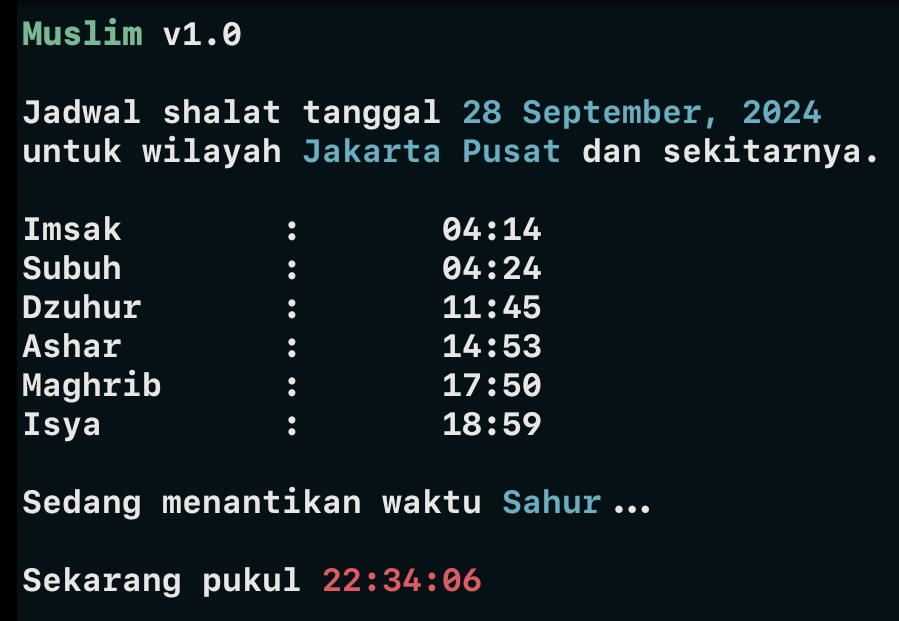 Muslim v1.0
Jadwal shalat tanggal 28 September, 2024
untuk wilayah Jakarta Pusat dan sekitarnya.
Imsak : 04:14
Subuh : 04:24
Dzuhur : 11:45
Ashar : 14:53
Maghrib : 17:50
Isya : 18:59
Sedang menantikan waktu Sahur ...
Sekarang pukul 22:34:06